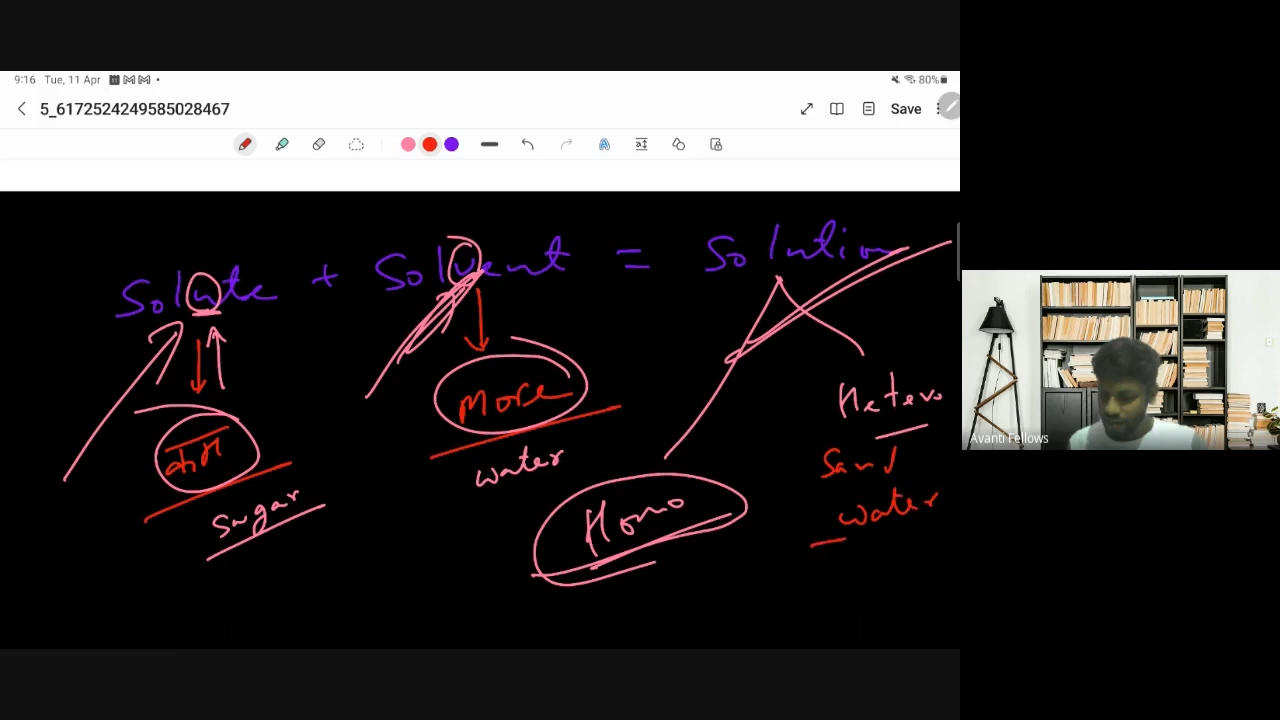 9:16 Tue, 11 Apr
80%
5_6172524249585028467
Save
Solute + Solvent = Solution
More
water
Sugar
Homo
Hetero
Sand
water
Avanti Fellows